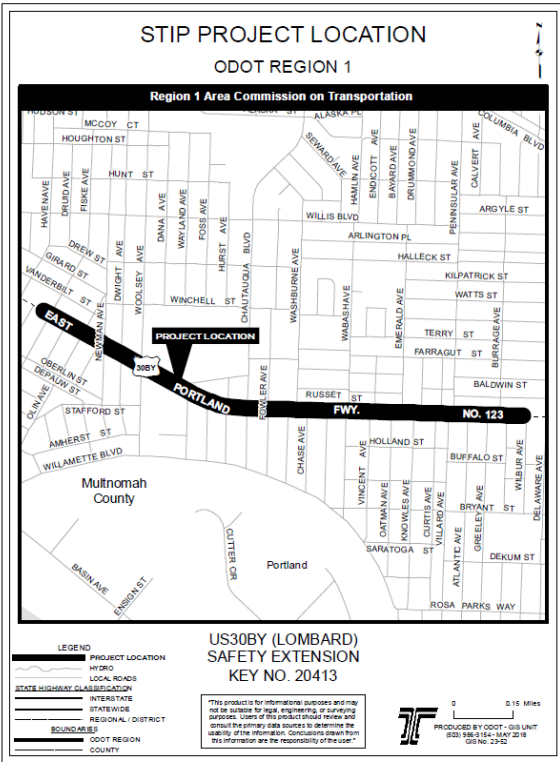 STIP PROJECT LOCATION
ODOT REGION 1
Region 1 Area Commission on Transportation
HUDSON ST
ALASKA PL
COLUMBIA BLVD
MCCOY CT
HOUGHTON ST
SEWARD AVE
HUNT ST
HAVEN AVE
DRUID AVE
FISKE AVE
DANA AVE
WAYLAND AVE
FOSS AVE
HURST AVE
CHAUTAUQUA BLVD
HAMLIN AVE
ENDICOTT AVE
BAYARD AVE
DRUMMOND AVE
PENINSULAR AVE
CALVERT AVE
ARGYLE ST
WILLIS BLVD
ARLINGTON PL
HALLECK ST
KILPATRICK ST
WATTS ST
DREW ST
GIRARD ST
VANDERBILT ST
DWIGHT AVE
WOOLSEY AVE
WINCHELL ST
WASHBURNE AVE
WABASH AVE
EMERALD AVE
TERRY ST
FARRAGUT ST
BURRAGE AVE
BALDWIN ST
NEWMAN AVE
PROJECT LOCATION
EAST
30BY
PORTLAND
FWY.
NO. 123
FOWLER AVE
RUSSET ST
OBERLIN ST
DEPAUW ST
OLIN AVE
STAFFORD ST
AMHERST ST
WILLAMETTE BLVD
CHASE AVE
HOLLAND ST
BUFFALO ST
WILBUR AVE
DELAWARE AVE
VINCENT AVE
OATMAN AVE
KNOWLES AVE
CURTIS AVE
VILLARD AVE
ATLANTIC AVE
GREELEY AVE
BRYANT ST
SARATOGA ST
DEKUM ST
ROSA PARKS WAY
Multnomah
County
CUTTER CIR
Portland
BASIN AVE
ENSIGN ST
US30BY (LOMBARD)
SAFETY EXTENSION
KEY NO. 20413
LEGEND
PROJECT LOCATION
HYDRO
LOCAL ROADS
STATE HIGHWAY CLASSIFICATION
INTERSTATE
STATEWIDE
REGIONAL / DISTRICT
BOUNDARIES
ODOT REGION
COUNTY
"This product is for informational purposes and may
not be suitable for legal, engineering, or surveying
purposes. Users of this product should review and
consult the primary data sources to determine the
usability of the information. Conclusions drawn from
this information are the responsibility of the user."
0 0.15 Miles
PRODUCED BY ODOT - GIS UNIT
(503) 986-3154 - MAY 2018
GIS No. 23-52